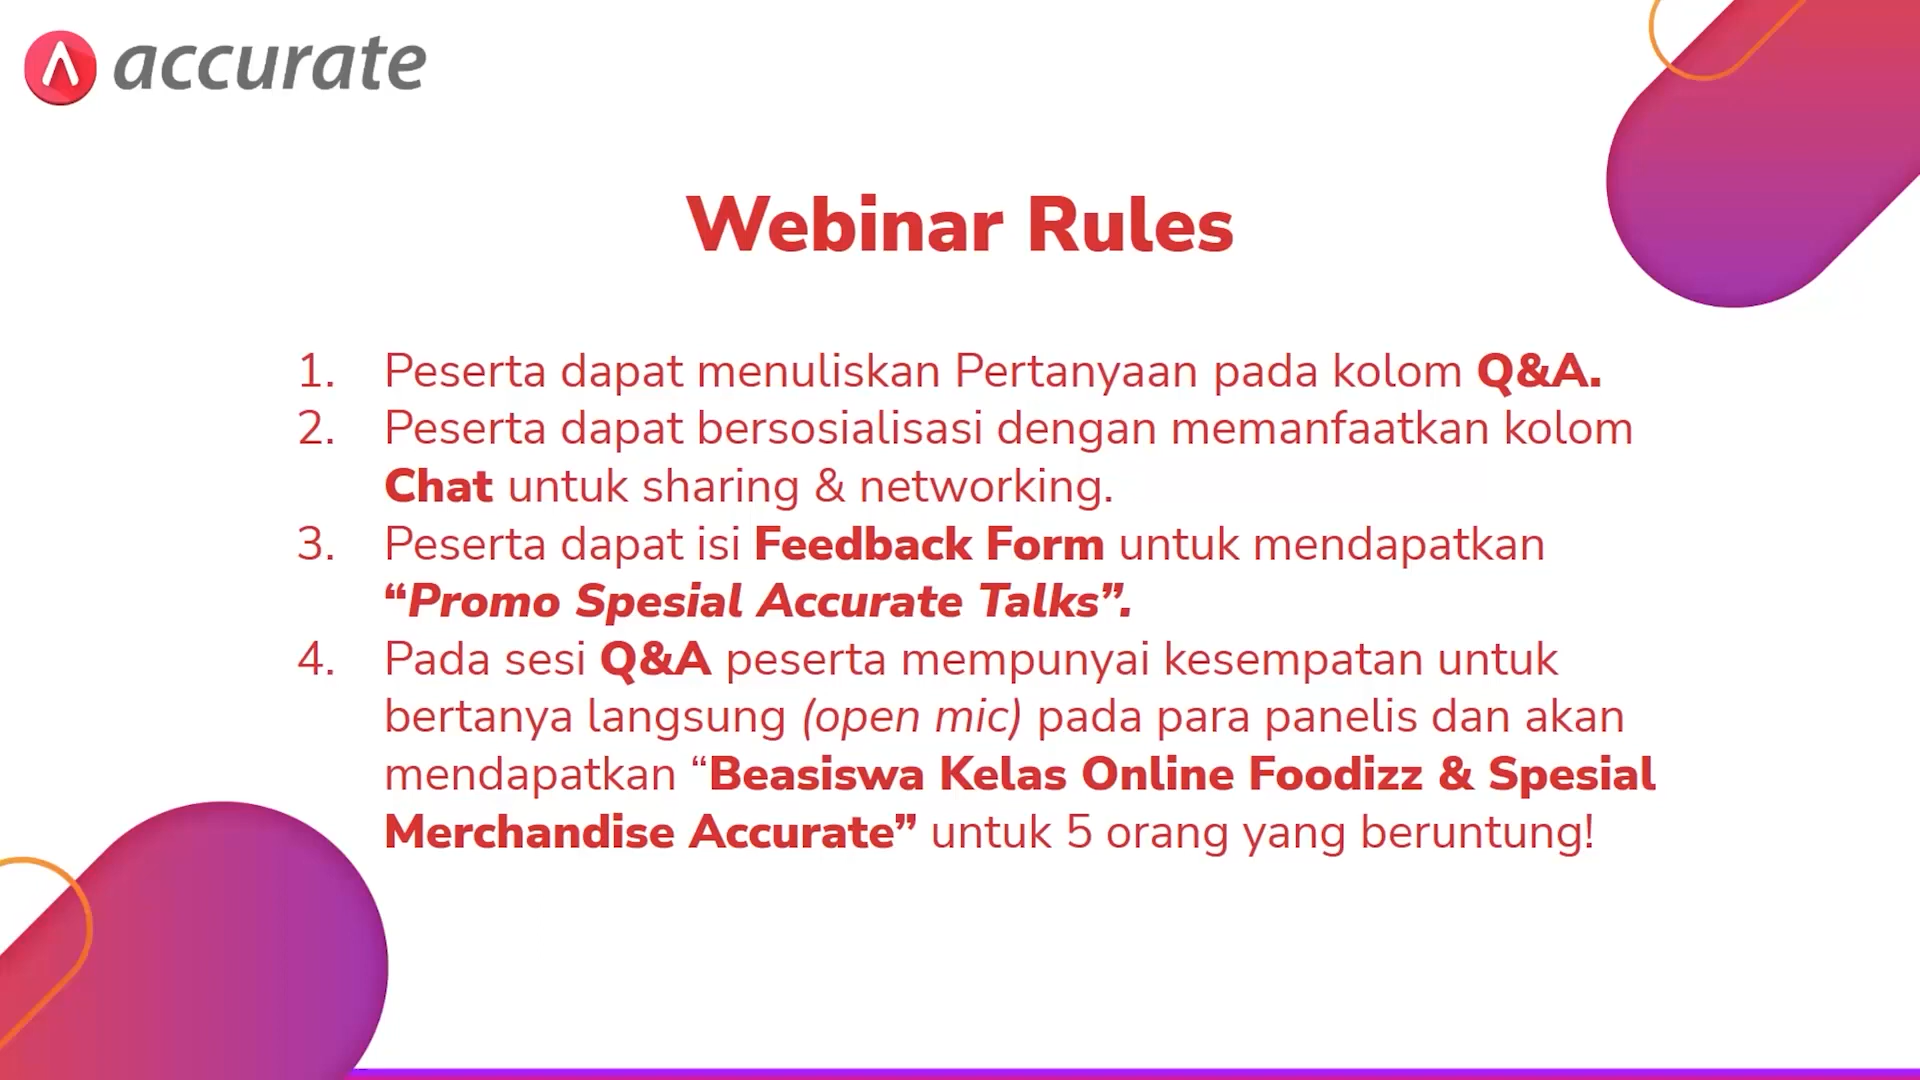 accurate
Webinar Rules
1. Peserta dapat menuliskan Pertanyaan pada kolom Q&A.
2. Peserta dapat bersosialisasi dengan memanfaatkan kolom
Chat untuk sharing & networking.
3. Peserta dapat isi Feedback Form untuk mendapatkan
“Promo Spesial Accurate Talks”.
4. Pada sesi Q&A peserta mempunyai kesempatan untuk
bertanya langsung (open mic) pada para panelis dan akan
mendapatkan “Beasiswa Kelas Online Foodizz & Spesial
Merchandise Accurate” untuk 5 orang yang beruntung!